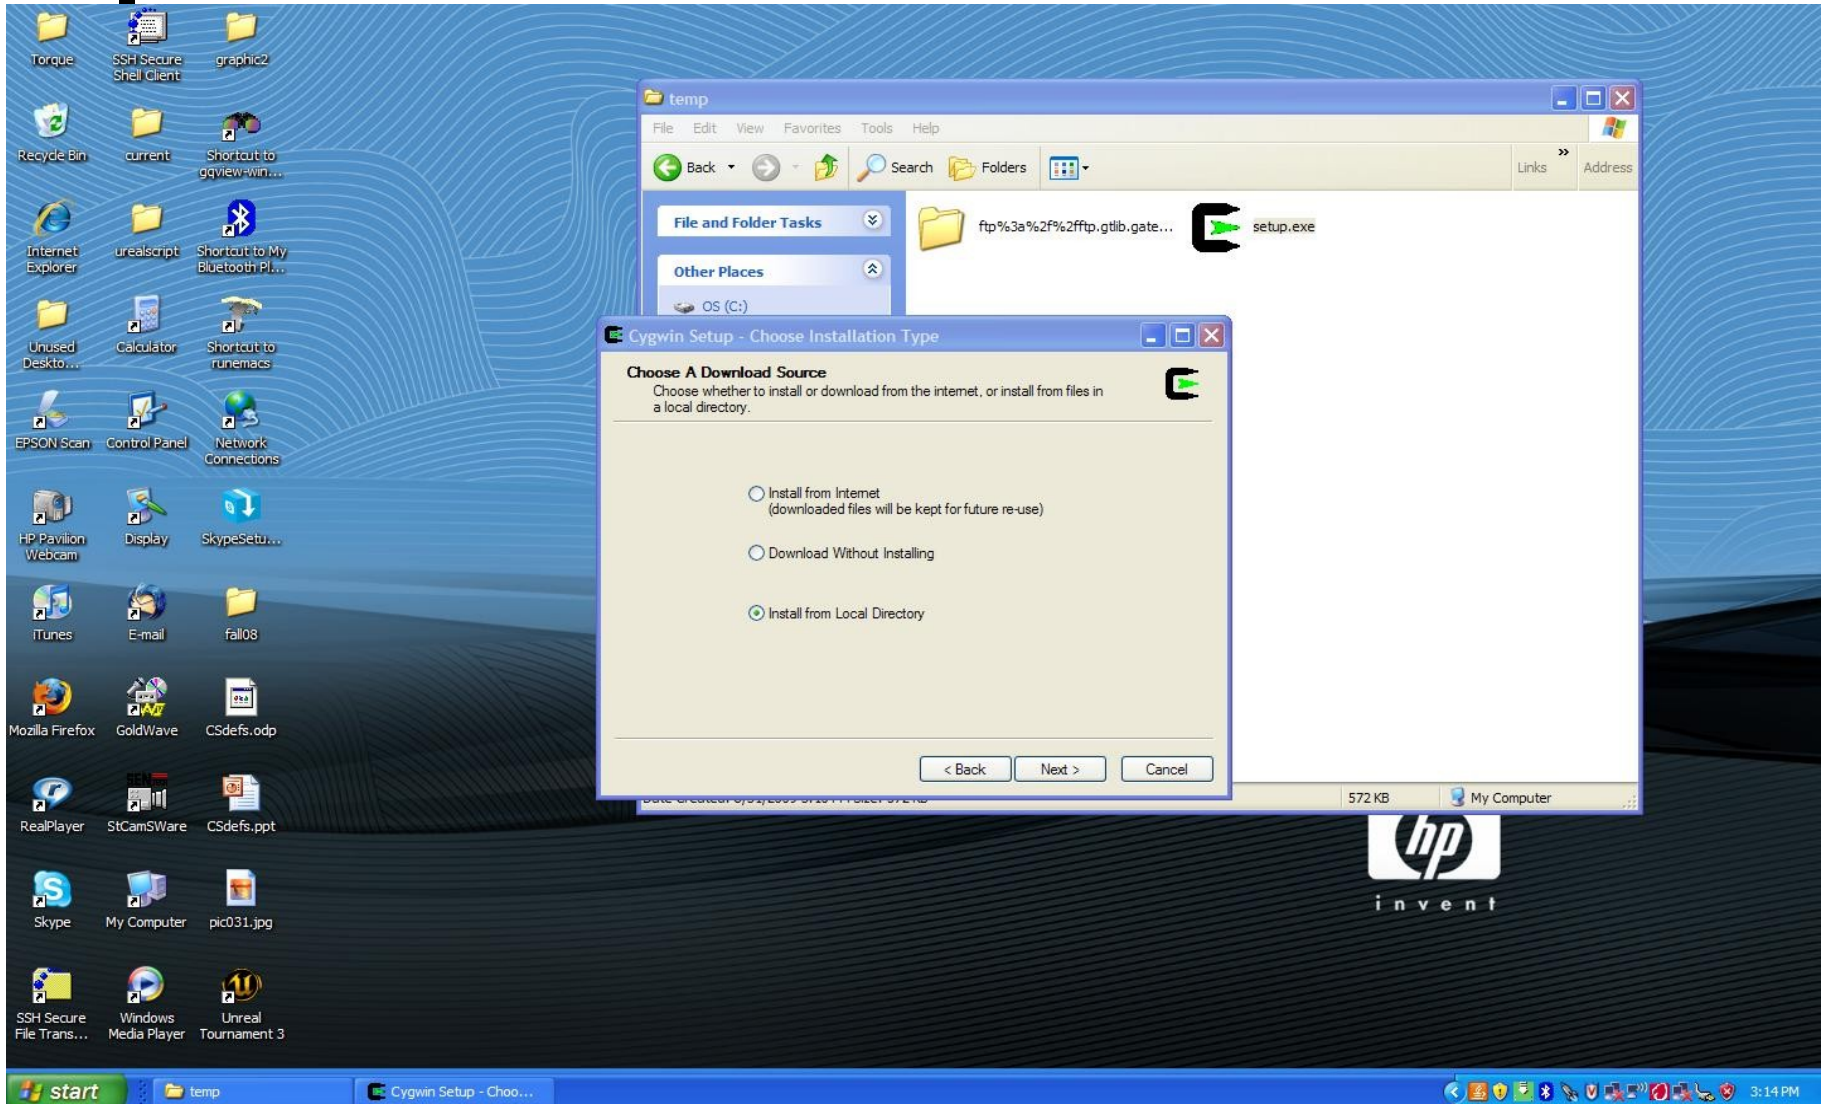 Torque
SSH Secure
Shell Client
graphic2
Recycle Bin
current
Shortcut to
gqview-win...
Internet
Explorer
urealscript
Shortcut to My
Bluetooth Pl...
Unused
Deskto...
Calculator
Shortcut to
runemacs
EPSON Scan
Control Panel
Network
Connections
HP Pavilion
Webcam
Display
SkypeSetu...
iTunes
E-mail
fall08
Mozilla Firefox
GoldWave
CSdefs.odp
RealPlayer
StCamSWare
CSdefs.ppt
Skype
My Computer
pic031.jpg
SSH Secure
File Trans...
Windows
Media Player
Unreal
Tournament 3
temp
File Edit View Favorites Tools Help
Back Search Folders Links » Address
File and Folder Tasks
Other Places
OS (C:)
ftp%3a%2f%2fftp.gtlib.gate...
setup.exe
Cygwin Setup - Choose Installation Type
Choose A Download Source
Choose whether to install or download from the internet, or install from files in
a local directory.
Install from Internet
(downloaded files will be kept for future re-use)
Download Without Installing
Install from Local Directory
< Back Next > Cancel
572 KB My Computer
hp
invent
start temp Cygwin Setup - Choo... 3:14 PM